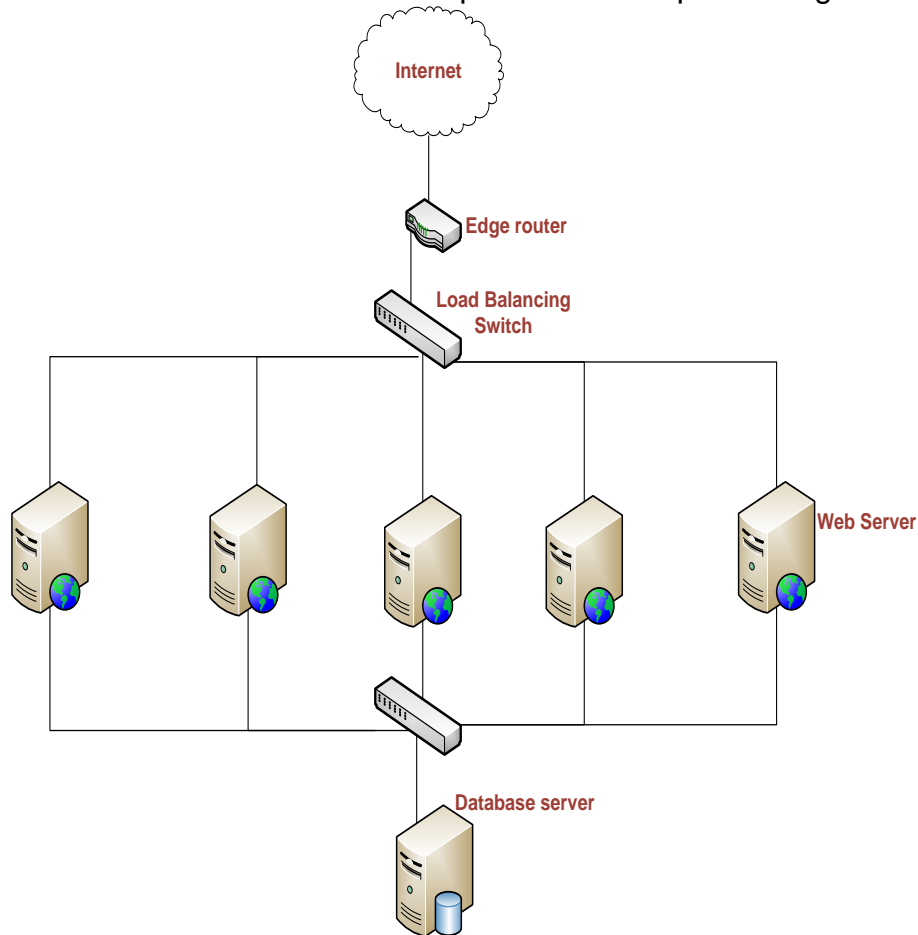 Internet
Edge router
Load Balancing
Switch
Web Server
Database server